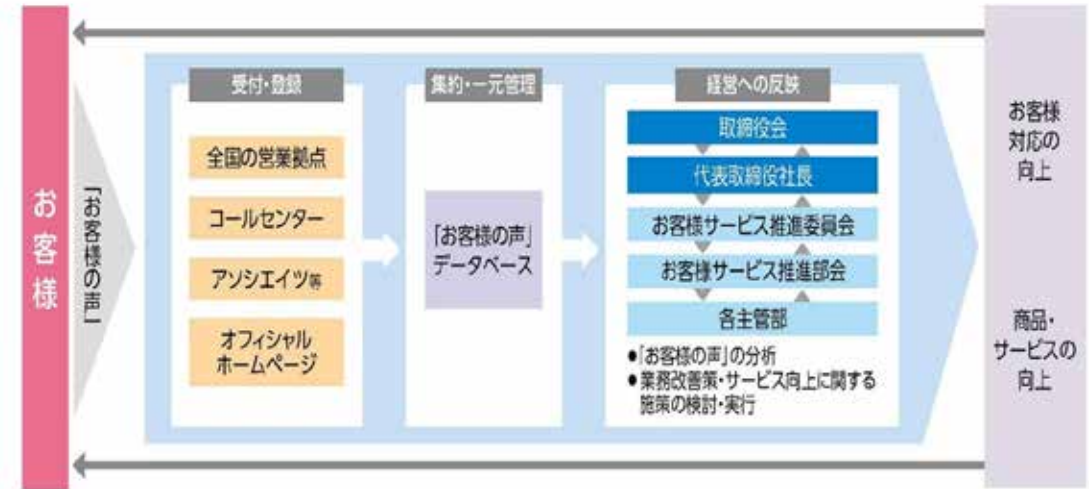 お客様
「お客様の声」
受付・登録
全国の営業拠点
コールセンター
アソシエイツ等
オフィシャル
ホームページ
集約・一元管理
「お客様の声」
データベース
経営への反映
取締役会
代表取締役社長
お客様サービス推進委員会
お客様サービス推進部会
各主管部
●「お客様の声」の分析
●業務改善策・サービス向上に関する
施策の検討・実行
お客様
対応の
向上
商品・
サービスの
向上